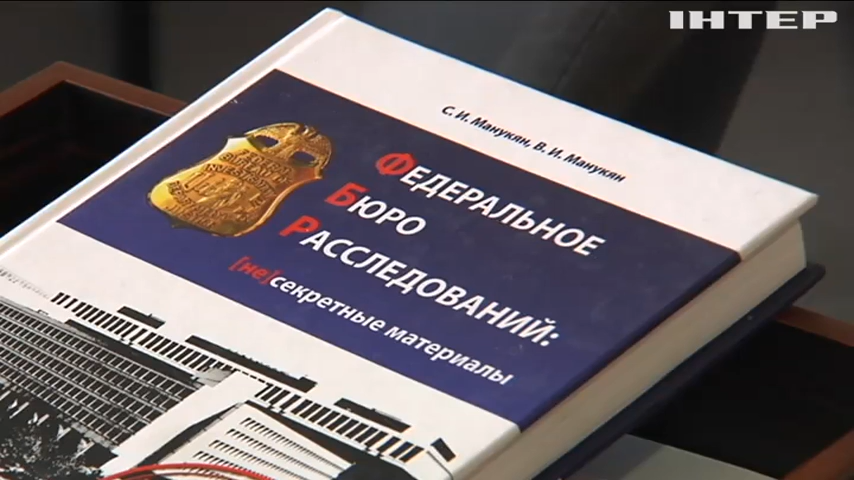 ІНТЕР
С. И. Манукян, В. И. Манукян
ФЕДЕРАЛЬНОЕ
БЮРО
РАССЛЕДОВАНИЙ:
[не]секретные материалы